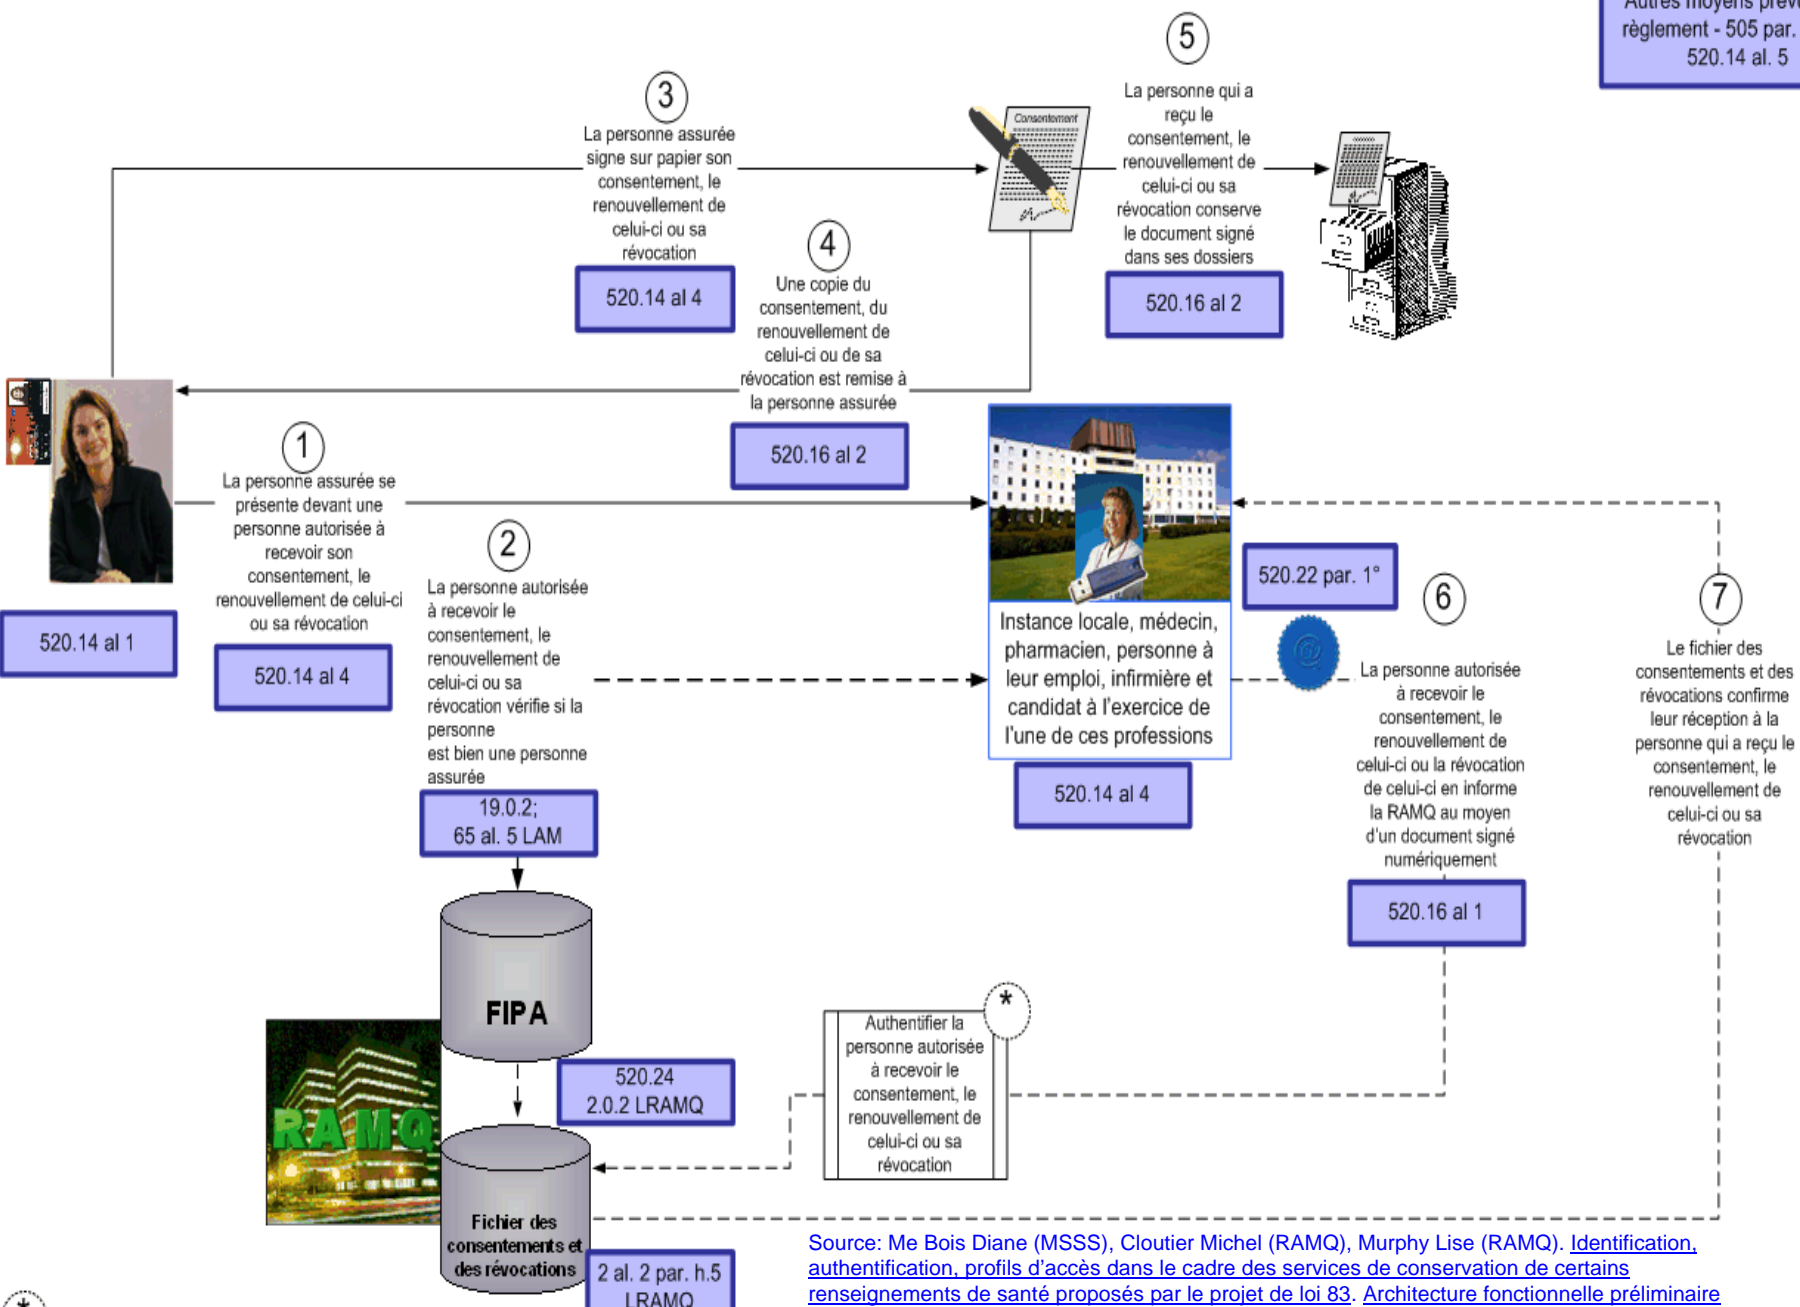 Autres moyens
règlement - 505 par.
520.14 al. 5
5
La personne qui a
reçu le
consentement, le
renouvellement de
celui-ci ou sa
révocation conserve
le document signé
dans ses dossiers
520.16 al 2
3
La personne assurée
signe sur papier son
consentement, le
renouvellement de
celui-ci ou sa
révocation
520.14 al 4
Consentement
4
Une copie du
consentement, du
renouvellement de
celui-ci ou de sa
révocation est remise à
la personne assurée
520.16 al 2
1
La personne assurée se
présente devant une
personne autorisée à
recevoir son
consentement, le
renouvellement de celui-ci
ou sa révocation
520.14 al 4
520.14 al 1
2
La personne autorisée
à recevoir le
consentement, le
renouvellement de
celui-ci ou sa
révocation vérifie si la
personne
est bien une personne
assurée
19.0.2;
65 al. 5 LAM
Instance locale, médecin,
pharmacien, personne à
leur emploi, infirmière et
candidat à l'exercice de
l'une de ces professions
520.14 al 4
520.22 par. 1°
@
6
La personne autorisée
à recevoir le
consentement, le
renouvellement de
celui-ci ou la révocation
de celui-ci en informe
la RAMQ au moyen
d'un document signé
numériquement
520.16 al 1
7
Le fichier des
consentements et des
révocations confirme
leur réception à la
personne qui a reçu le
consentement, le
renouvellement de
celui-ci ou sa
révocation
FIPA
520.24
2.0.2 LRAMQ
RAMQ
*
Authentifier la
personne autorisée
à recevoir le
consentement, le
renouvellement de
celui-ci ou sa
révocation
Fichier des
consentements et
des révocations
2 al. 2 par. h.5
LRAMQ
*
Source: Me Bois Diane (MSSS), Cloutier Michel (RAMQ), Murphy Lise (RAMQ). Identification,
authentification, profils d'accès dans le cadre des services de conservation de certains
renseignements de santé proposés par le projet de loi 83. Architecture fonctionnelle préliminaire